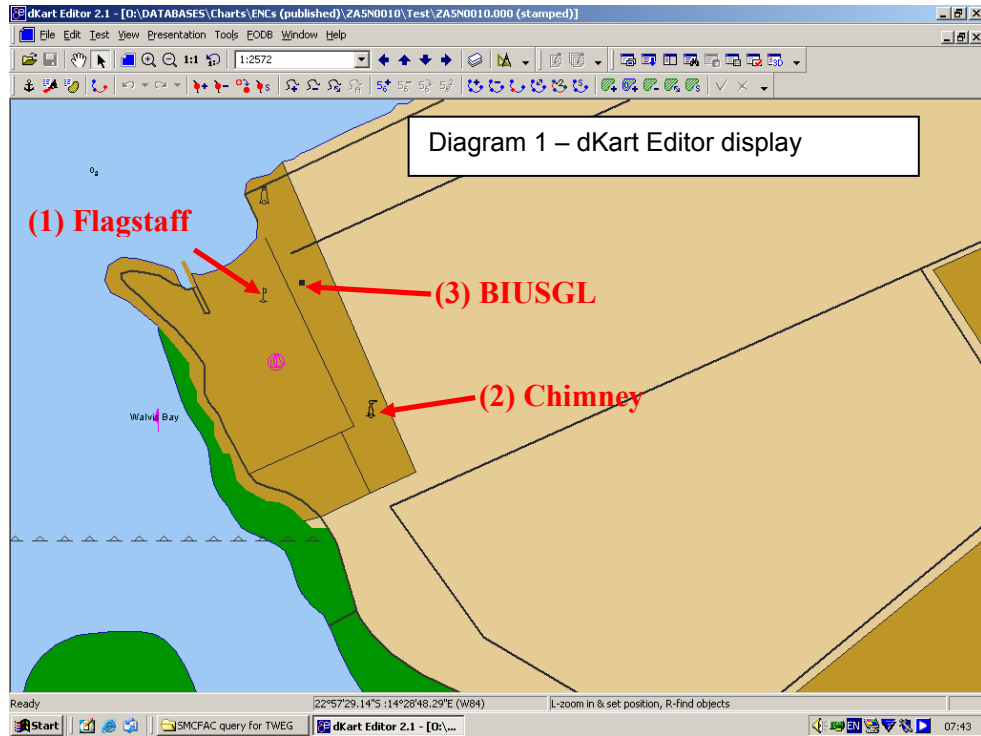 dKart Editor 2.1 - [O:\DATABASES\Charts\ENCs (published)\ZA5N0010\Test\ZA5N0010.000 (stamped)]
File Edit Test View Presentation Tools EODB Window Help
1:1 1:2572
Diagram 1 – dKart Editor display
(1) Flagstaff
(3) BIUSGL
(2) Chimney
Walvis Bay
Ready 22°57'29.14"S :14°28'48.29"E (W84) L-zoom in & set position, R-find objects
Start SMCFAC query for TWEG dKart Editor 2.1 - [O:\... EN 07:43